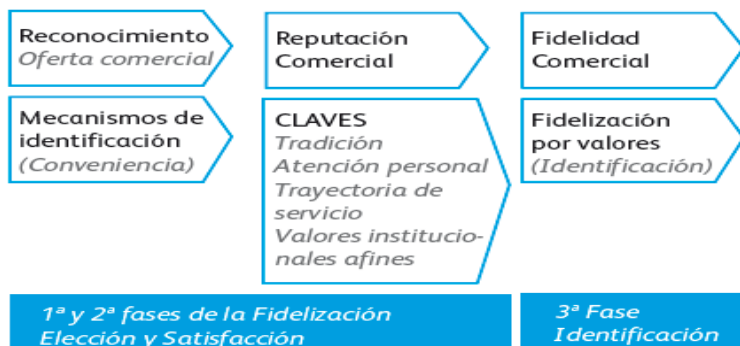 Reconocimiento
Oferta comercial
Reputación
Comercial
Fidelidad
Comercial
Mecanismos de
identificación
(Conveniencia)
CLAVES
Tradición
Atención personal
Trayectoria de
servicio
Valores institucio-
nales afines
Fidelización
por valores
(Identificación)
1ª y 2ª fases de la Fidelización
Elección y Satisfacción
3ª Fase
Identificación